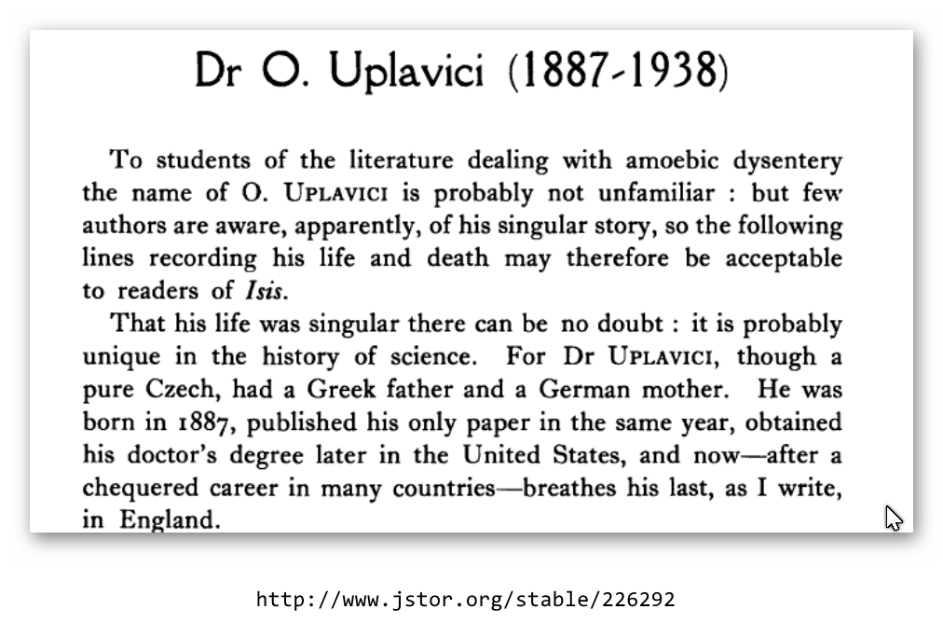 Dr O. Uplavici (1887-1938)
To students of the literature dealing with amoebic dysentery
the name of O. UPLAVICI is probably not unfamiliar : but few
authors are aware, apparently, of his singular story, so the following
lines recording his life and death may therefore be acceptable
to readers of Isis.
That his life was singular there can be no doubt : it is probably
unique in the history of science. For Dr UPLAVICI, though a
pure Czech, had a Greek father and a German mother. He was
born in 1887, published his only paper in the same year, obtained
his doctor's degree later in the United States, and now—after a
chequered career in many countries—breathes his last, as I write,
in England.
http://www.jstor.org/stable/226292